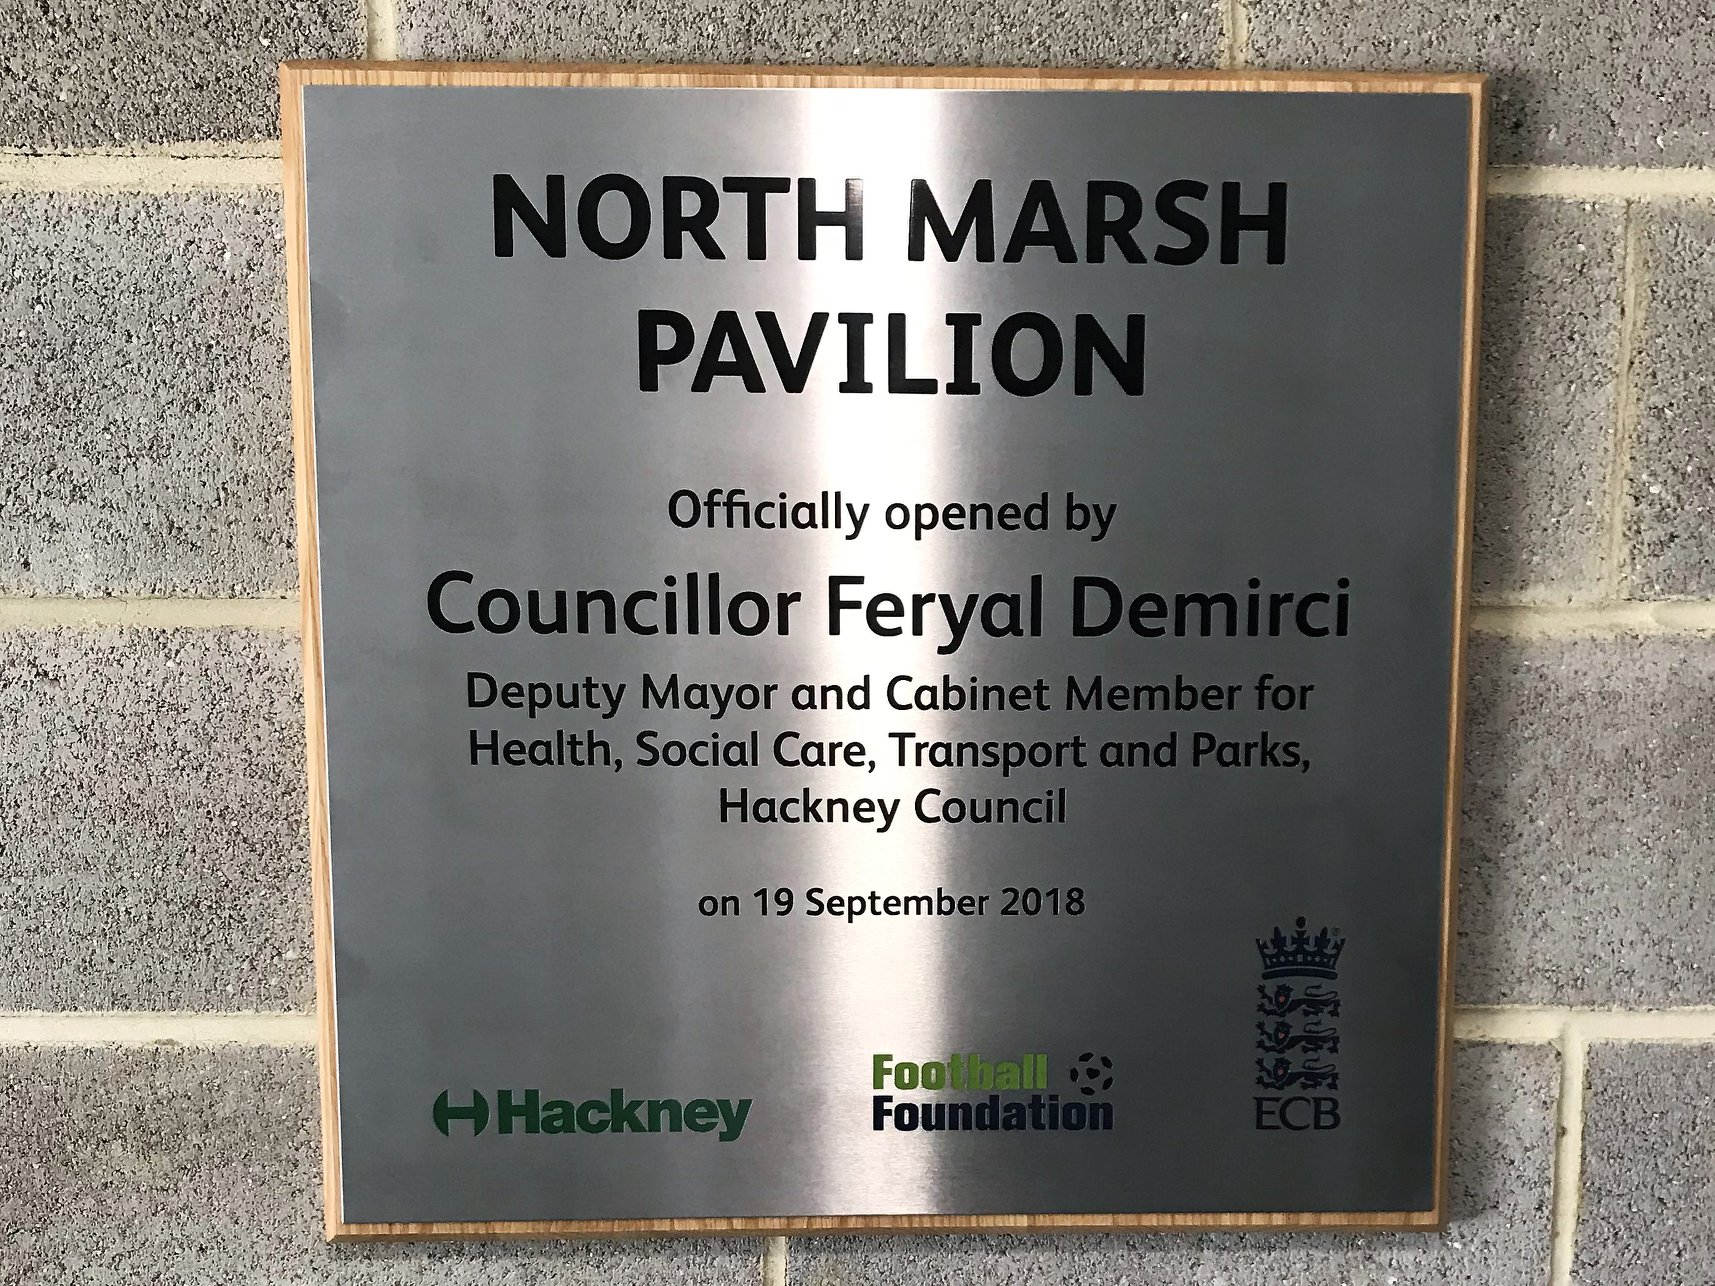 NORTH MARSH
PAVILION
Officially opened by
Councillor Feryal Demirci
Deputy Mayor and Cabinet Member for
Health, Social Care, Transport and Parks,
Hackney Council
on 19 September 2018
Hackney
Football
Foundation
®
ECB